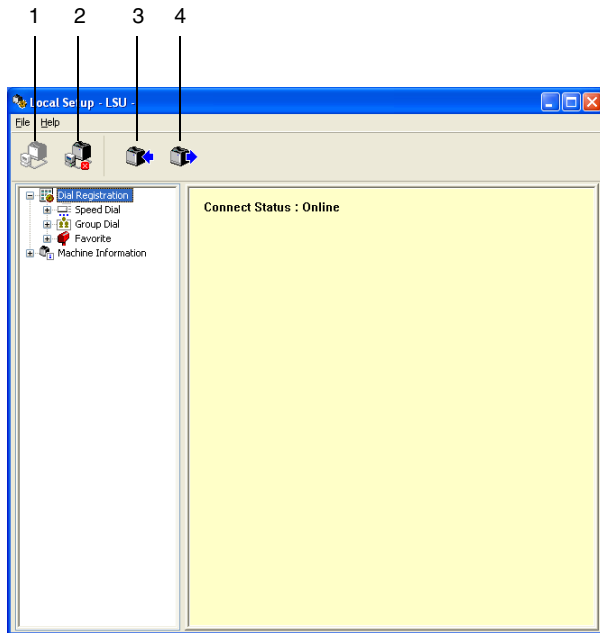 1 2 3 4
Local Setup - LSU -
File Help
Dial Registration
Speed Dial
Group Dial
Favorite
Machine Information
Connect Status : Online